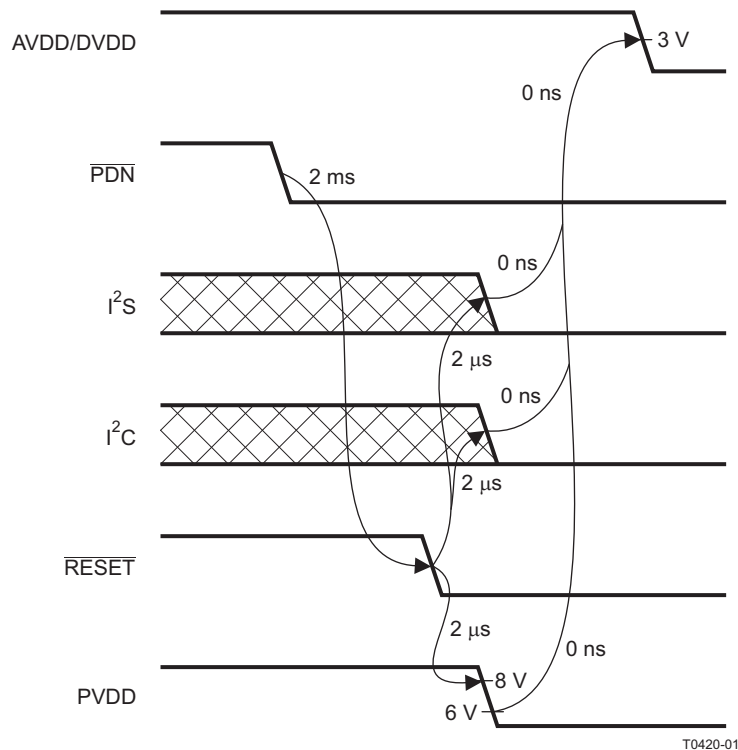 AVDD/DVDD
3 V
0 ns
PDN
2 ms
0 ns
I²S
2 μs
0 ns
I²C
2 μs
RESET
2 μs
0 ns
PVDD
8 V
6 V
T0420-01